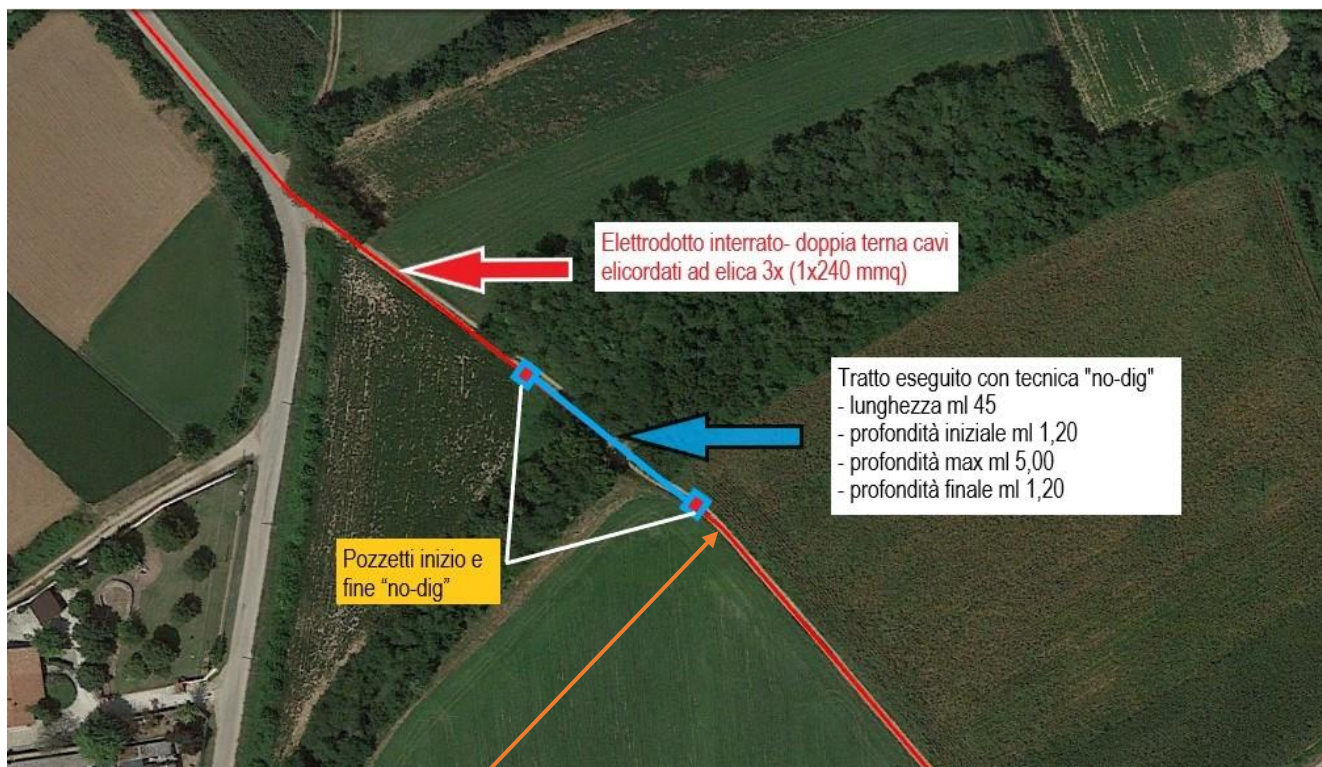 Elettrodotto interrato- doppia terna cavi
elicordati ad elica 3x (1x240 mmq)
Tratto eseguito con tecnica "no-dig"
- lunghezza ml 45
- profondità iniziale ml 1,20
- profondità max ml 5,00
- profondità finale ml 1,20
Pozzetti inizio e
fine “no-dig”